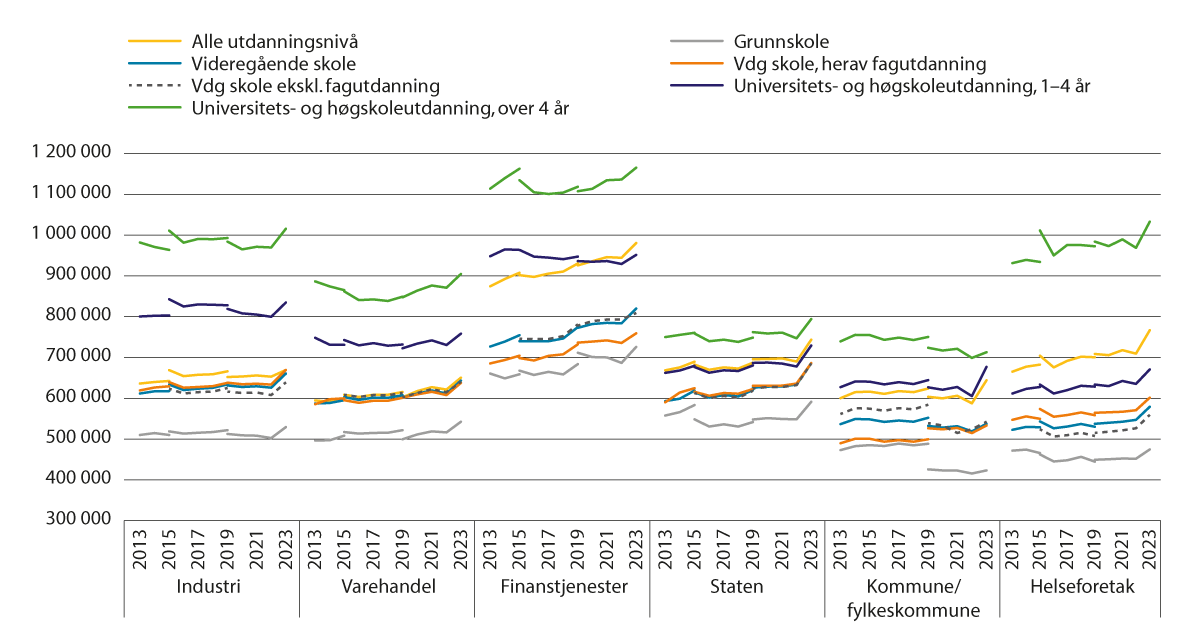 Alle utdanningsnivå
Grunnskole
Videregående skole
Vdg skole, herav fagutdanning
Vdg skole ekskl. fagutdanning
Universitets- og høgskoleutdanning, 1–4 år
Universitets- og høgskoleutdanning, over 4 år
1 200 000
1 100 000
1 000 000
900 000
800 000
700 000
600 000
500 000
400 000
300 000
2013 2015 2017 2019 2021 2023 2013 2015 2017 2019 2021 2023 2013 2015 2017 2019 2021 2023 2013 2015 2017 2019 2021 2023 2013 2015 2017 2019 2021 2023 2013 2015 2017 2019 2021 2023
Industri Varehandel Finanstjenester Staten Kommune/ Helseforetak
fylkeskommune